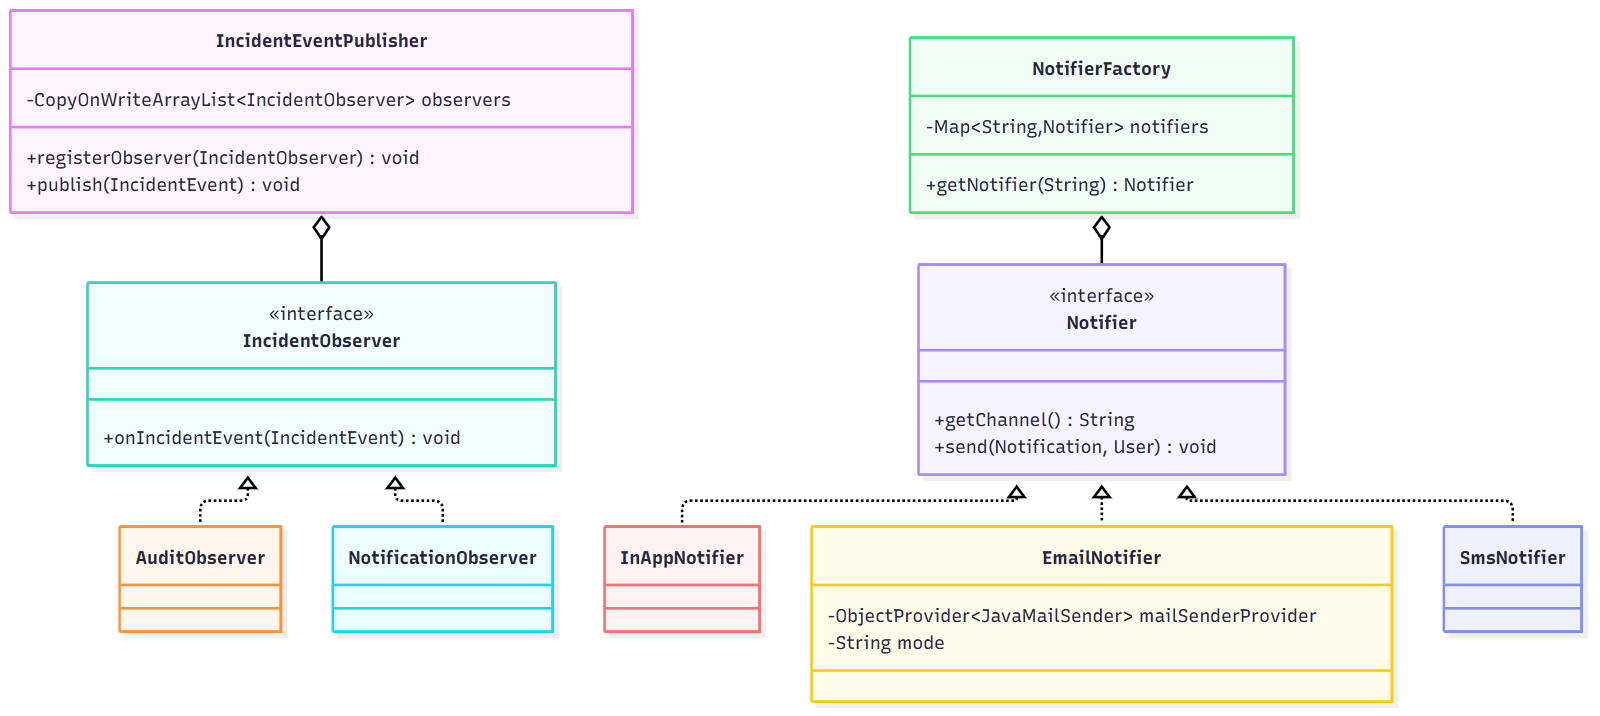 IncidentEventPublisher
-CopyOnWriteArrayList<IncidentObserver> observers
+registerObserver(IncidentObserver) : void
+publish(IncidentEvent) : void
NotifierFactory
-Map<String,Notifier> notifiers
+getNotifier(String) : Notifier
«interface»
IncidentObserver
+onIncidentEvent(IncidentEvent) : void
«interface»
Notifier
+getChannel() : String
+send(Notification, User) : void
AuditObserver
NotificationObserver
InAppNotifier
EmailNotifier
-ObjectProvider<JavaMailSender> mailSenderProvider
-String mode
SmsNotifier